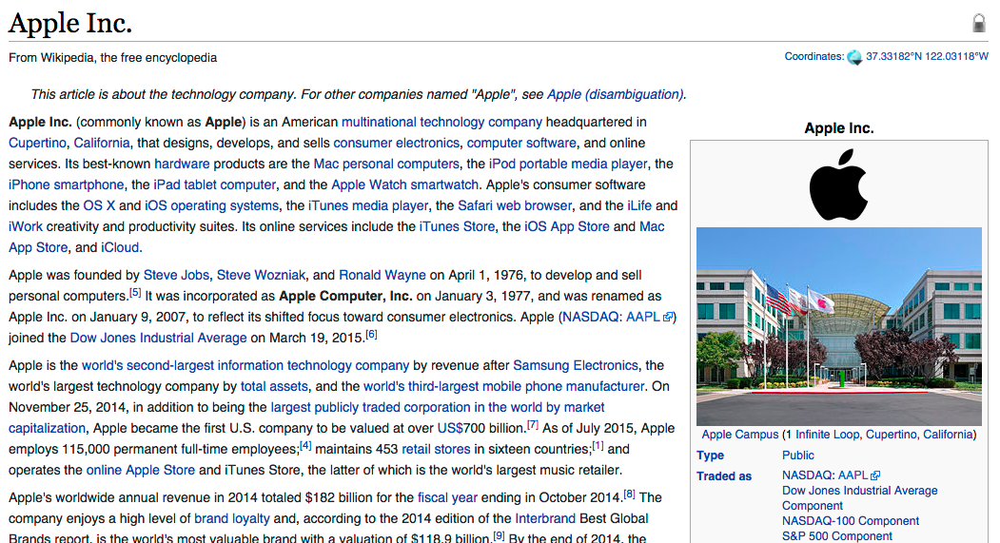 Apple Inc.
From Wikipedia, the free encyclopedia
Coordinates: 37.33182°N 122.03118°W
This article is about the technology company. For other companies named "Apple", see Apple (disambiguation).
Apple Inc. (commonly known as Apple) is an American multinational technology company headquartered in
Cupertino, California, that designs, develops, and sells consumer electronics, computer software, and online
services. Its best-known hardware products are the Mac personal computers, the iPod portable media player, the
iPhone smartphone, the iPad tablet computer, and the Apple Watch smartwatch. Apple's consumer software
includes the OS X and iOS operating systems, the iTunes media player, the Safari web browser, and the iLife and
iWork creativity and productivity suites. Its online services include the iTunes Store, the iOS App Store and Mac
App Store, and iCloud.
Apple was founded by Steve Jobs, Steve Wozniak, and Ronald Wayne on April 1, 1976, to develop and sell
personal computers.[5] It was incorporated as Apple Computer, Inc. on January 3, 1977, and was renamed as
Apple Inc. on January 9, 2007, to reflect its shifted focus toward consumer electronics. Apple (NASDAQ: AAPL)
joined the Dow Jones Industrial Average on March 19, 2015.[6]
Apple is the world's second-largest information technology company by revenue after Samsung Electronics, the
world's largest technology company by total assets, and the world's third-largest mobile phone manufacturer. On
November 25, 2014, in addition to being the largest publicly traded corporation in the world by market
capitalization, Apple became the first U.S. company to be valued at over US$700 billion.[7] As of July 2015, Apple
employs 115,000 permanent full-time employees;[4] maintains 453 retail stores in sixteen countries;[1] and
operates the online Apple Store and iTunes Store, the latter of which is the world's largest music retailer.
Apple's worldwide annual revenue in 2014 totaled $182 billion for the fiscal year ending in October 2014.[8] The
company enjoys a high level of brand loyalty and, according to the 2014 edition of the Interbrand Best Global
Brands report, is the world's most valuable brand with a valuation of $118.9 billion.[9] By the end of 2014, the
Apple Inc.
Apple Campus (1 Infinite Loop, Cupertino, California)
Type Public
Traded as NASDAQ: AAPL
Dow Jones Industrial Average
Component
NASDAQ-100 Component
S&P 500 Component